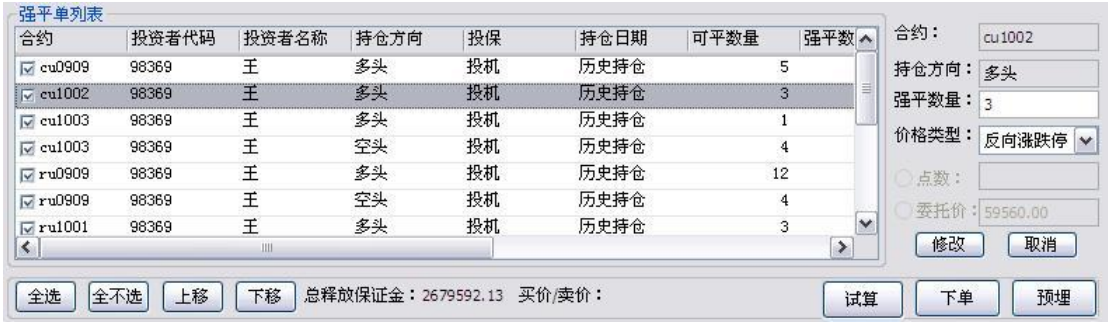 强平单列表
合约 投资者代码 投资者名称 持仓方向 投保 持仓日期 可平数量 强平数
cu0909 98369 王 多头 投机 历史持仓 5
cu1002 98369 王 多头 投机 历史持仓 3
cu1003 98369 王 多头 投机 历史持仓 1
cu1003 98369 王 空头 投机 历史持仓 4
ru0909 98369 王 多头 投机 历史持仓 12
ru0909 98369 王 空头 投机 历史持仓 4
ru1001 98369 王 多头 投机 历史持仓 3
合约： cu1002
持仓方向： 多头
强平数量： 3
价格类型： 反向涨跌停
点数：
委托价： 59560.00
修改 取消
全选 全不选 上移 下移 总释放保证金：2679592.13 买价/卖价： 试算 下单 预埋